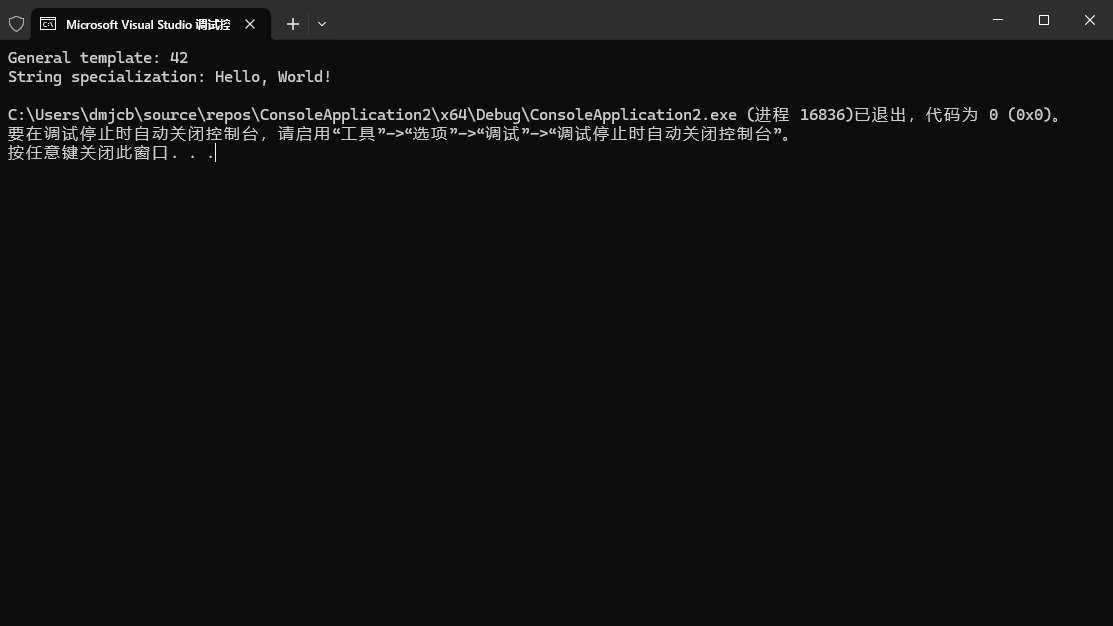 Microsoft Visual Studio 调试控
General template: 42
String specialization: Hello, World!
C:\Users\dmjcb\source\repos\ConsoleApplication2\x64\Debug\ConsoleApplication2.exe (进程 16836)已退出，代码为 0 (0x0)。
要在调试停止时自动关闭控制台，请启用“工具”->“选项”->“调试”->“调试停止时自动关闭控制台”。
按任意键关闭此窗口. . .